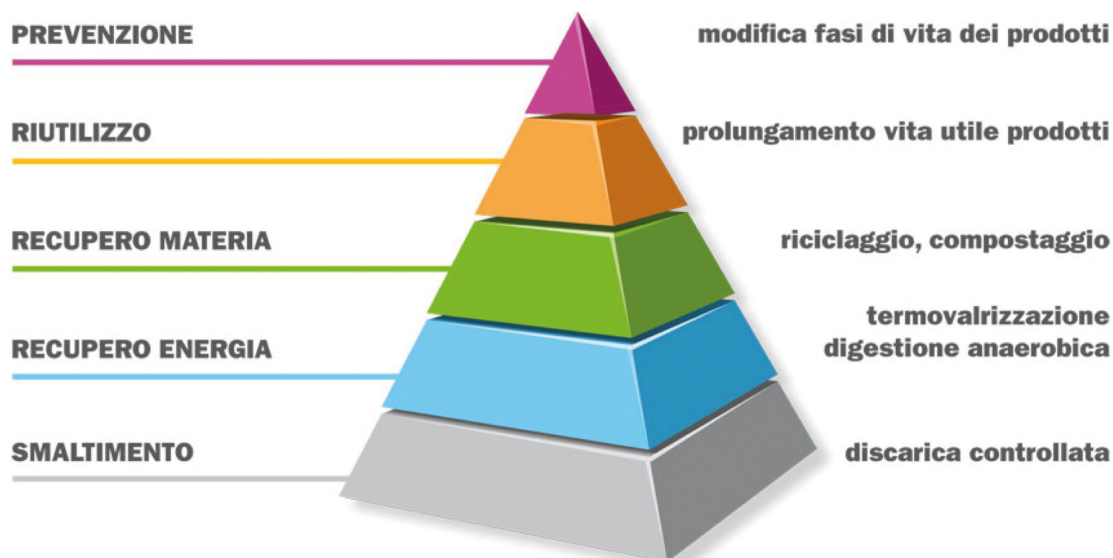 PREVENZIONE
modifica fasi di vita dei prodotti
RIUTILIZZO
prolungamento vita utile prodotti
RECUPERO MATERIA
riciclaggio, compostaggio
RECUPERO ENERGIA
termovalrizzazione
digestione anaerobica
SMALTIMENTO
discarica controllata